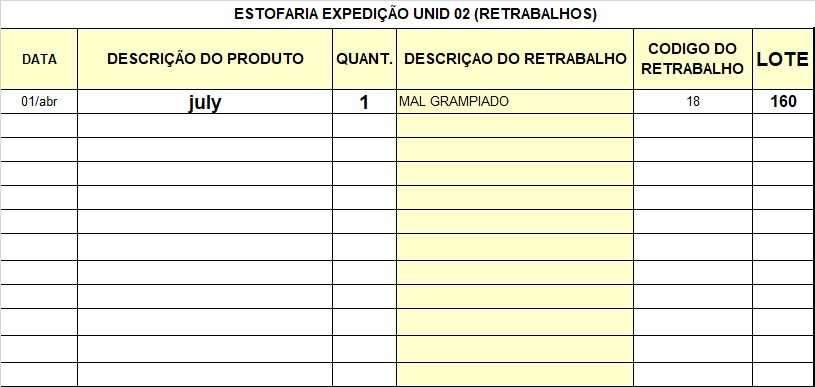 ESTOFARIA EXPEDIÇÃO UNID 02 (RETRABALHOS)
DATA DESCRIÇÃO DO PRODUTO QUANT. DESCRIÇAO DO RETRABALHO CODIGO DO RETRABALHO LOTE
01/abr july 1 MAL GRAMPIADO 18 160